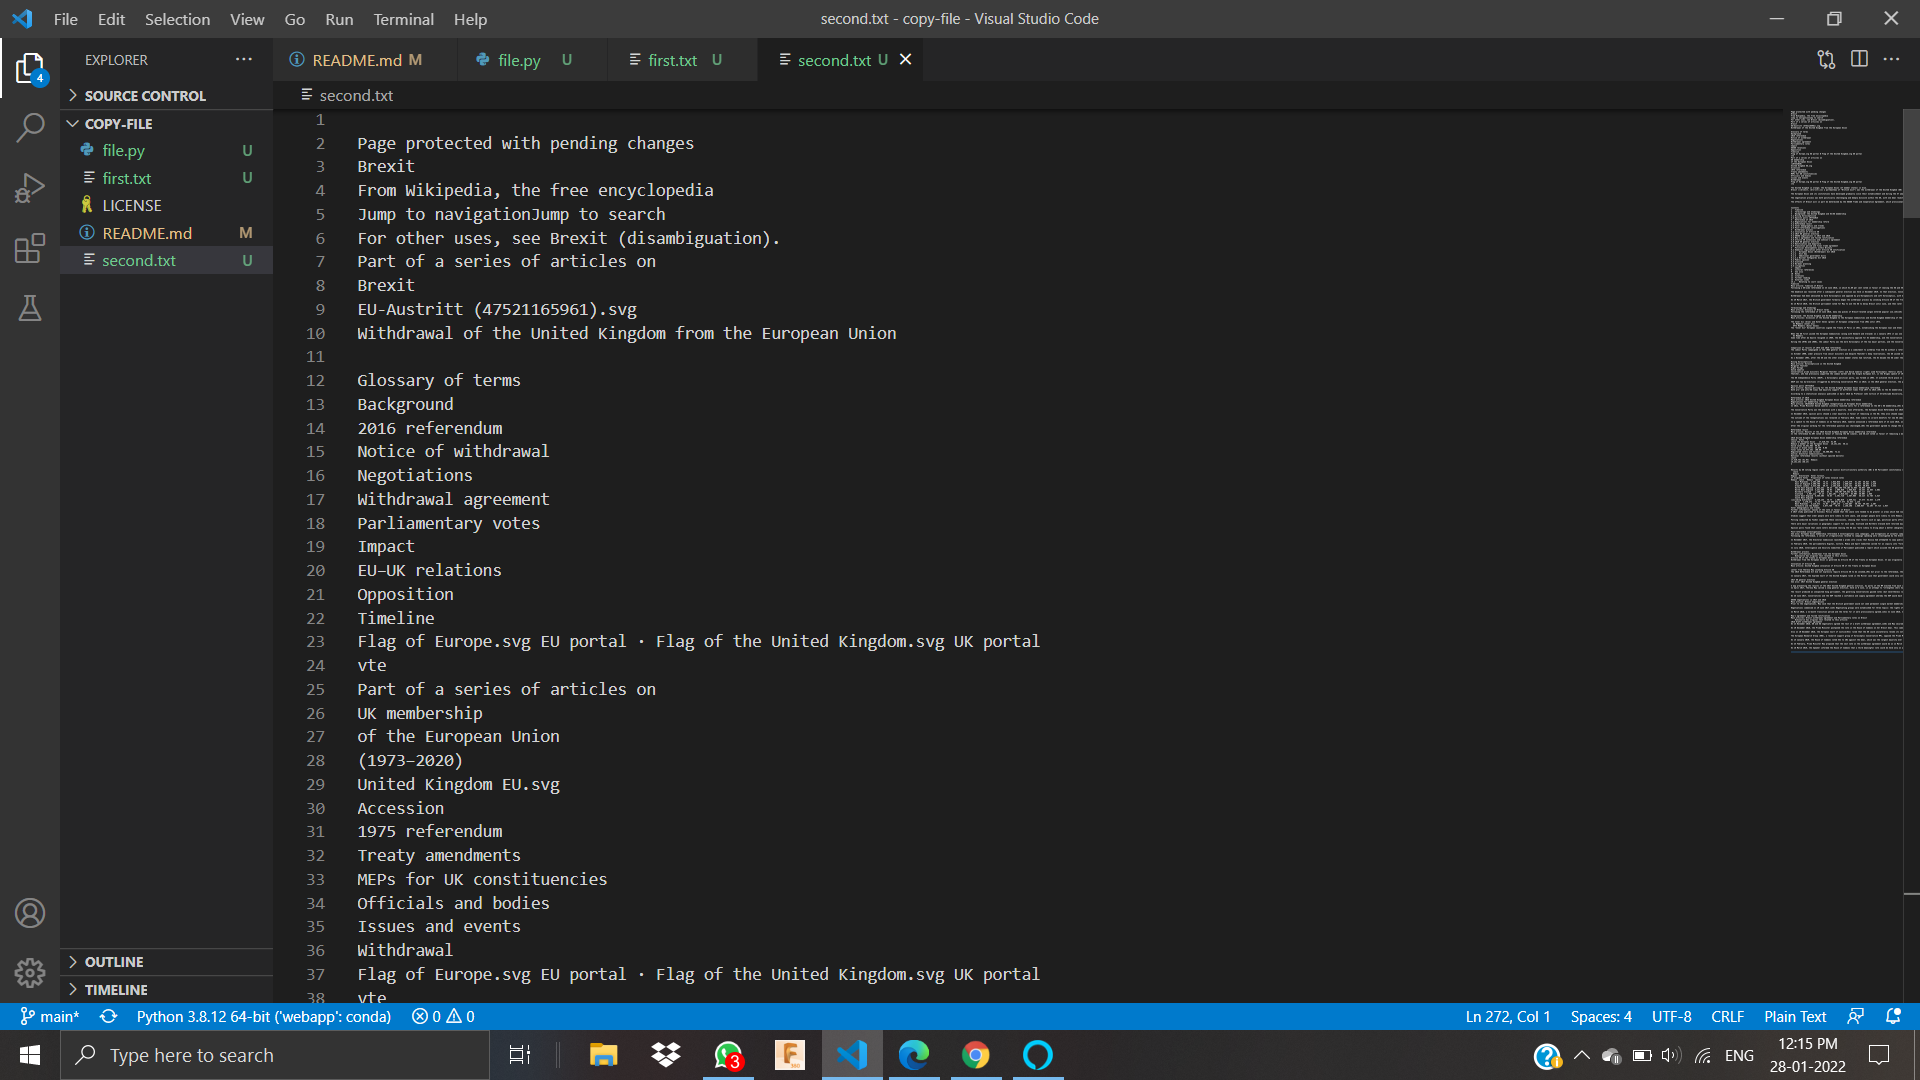 File Edit Selection View Go Run Terminal Help
second.txt - copy-file - Visual Studio Code
4
EXPLORER
SOURCE CONTROL
COPY-FILE
file.py U
first.txt U
LICENSE
README.md M
second.txt U
OUTLINE
TIMELINE
README.md M
file.py U
first.txt U
second.txt U
second.txt
1
2 Page protected with pending changes
3 Brexit
4 From Wikipedia, the free encyclopedia
5 Jump to navigationJump to search
6 For other uses, see Brexit (disambiguation).
7 Part of a series of articles on
8 Brexit
9 EU-Austritt (47521165961).svg
10 Withdrawal of the United Kingdom from the European Union
11
12 Glossary of terms
13 Background
14 2016 referendum
15 Notice of withdrawal
16 Negotiations
17 Withdrawal agreement
18 Parliamentary votes
19 Impact
20 EU–UK relations
21 Opposition
22 Timeline
23 Flag of Europe.svg EU portal · Flag of the United Kingdom.svg UK portal
24 vte
25 Part of a series of articles on
26 UK membership
27 of the European Union
28 (1973–2020)
29 United Kingdom EU.svg
30 Accession
31 1975 referendum
32 Treaty amendments
33 MEPs for UK constituencies
34 Officials and bodies
35 Issues and events
36 Withdrawal
37 Flag of Europe.svg EU portal · Flag of the United Kingdom.svg UK portal
38 vte
main* Python 3.8.12 64-bit ('webapp': conda) 0 0
Ln 272, Col 1 Spaces: 4 UTF-8 CRLF Plain Text
Type here to search
3
ENG
12:15 PM
28-01-2022